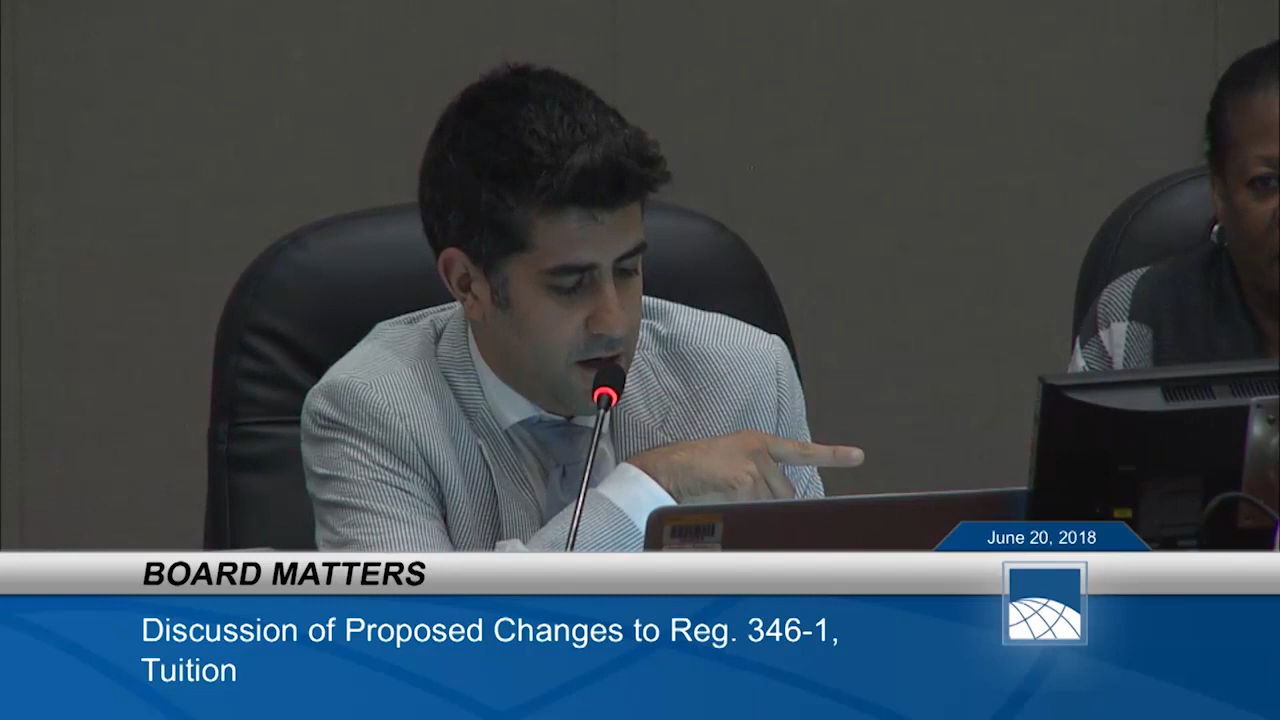 June 20, 2018
BOARD MATTERS
Discussion of Proposed Changes to Reg. 346-1,
Tuition